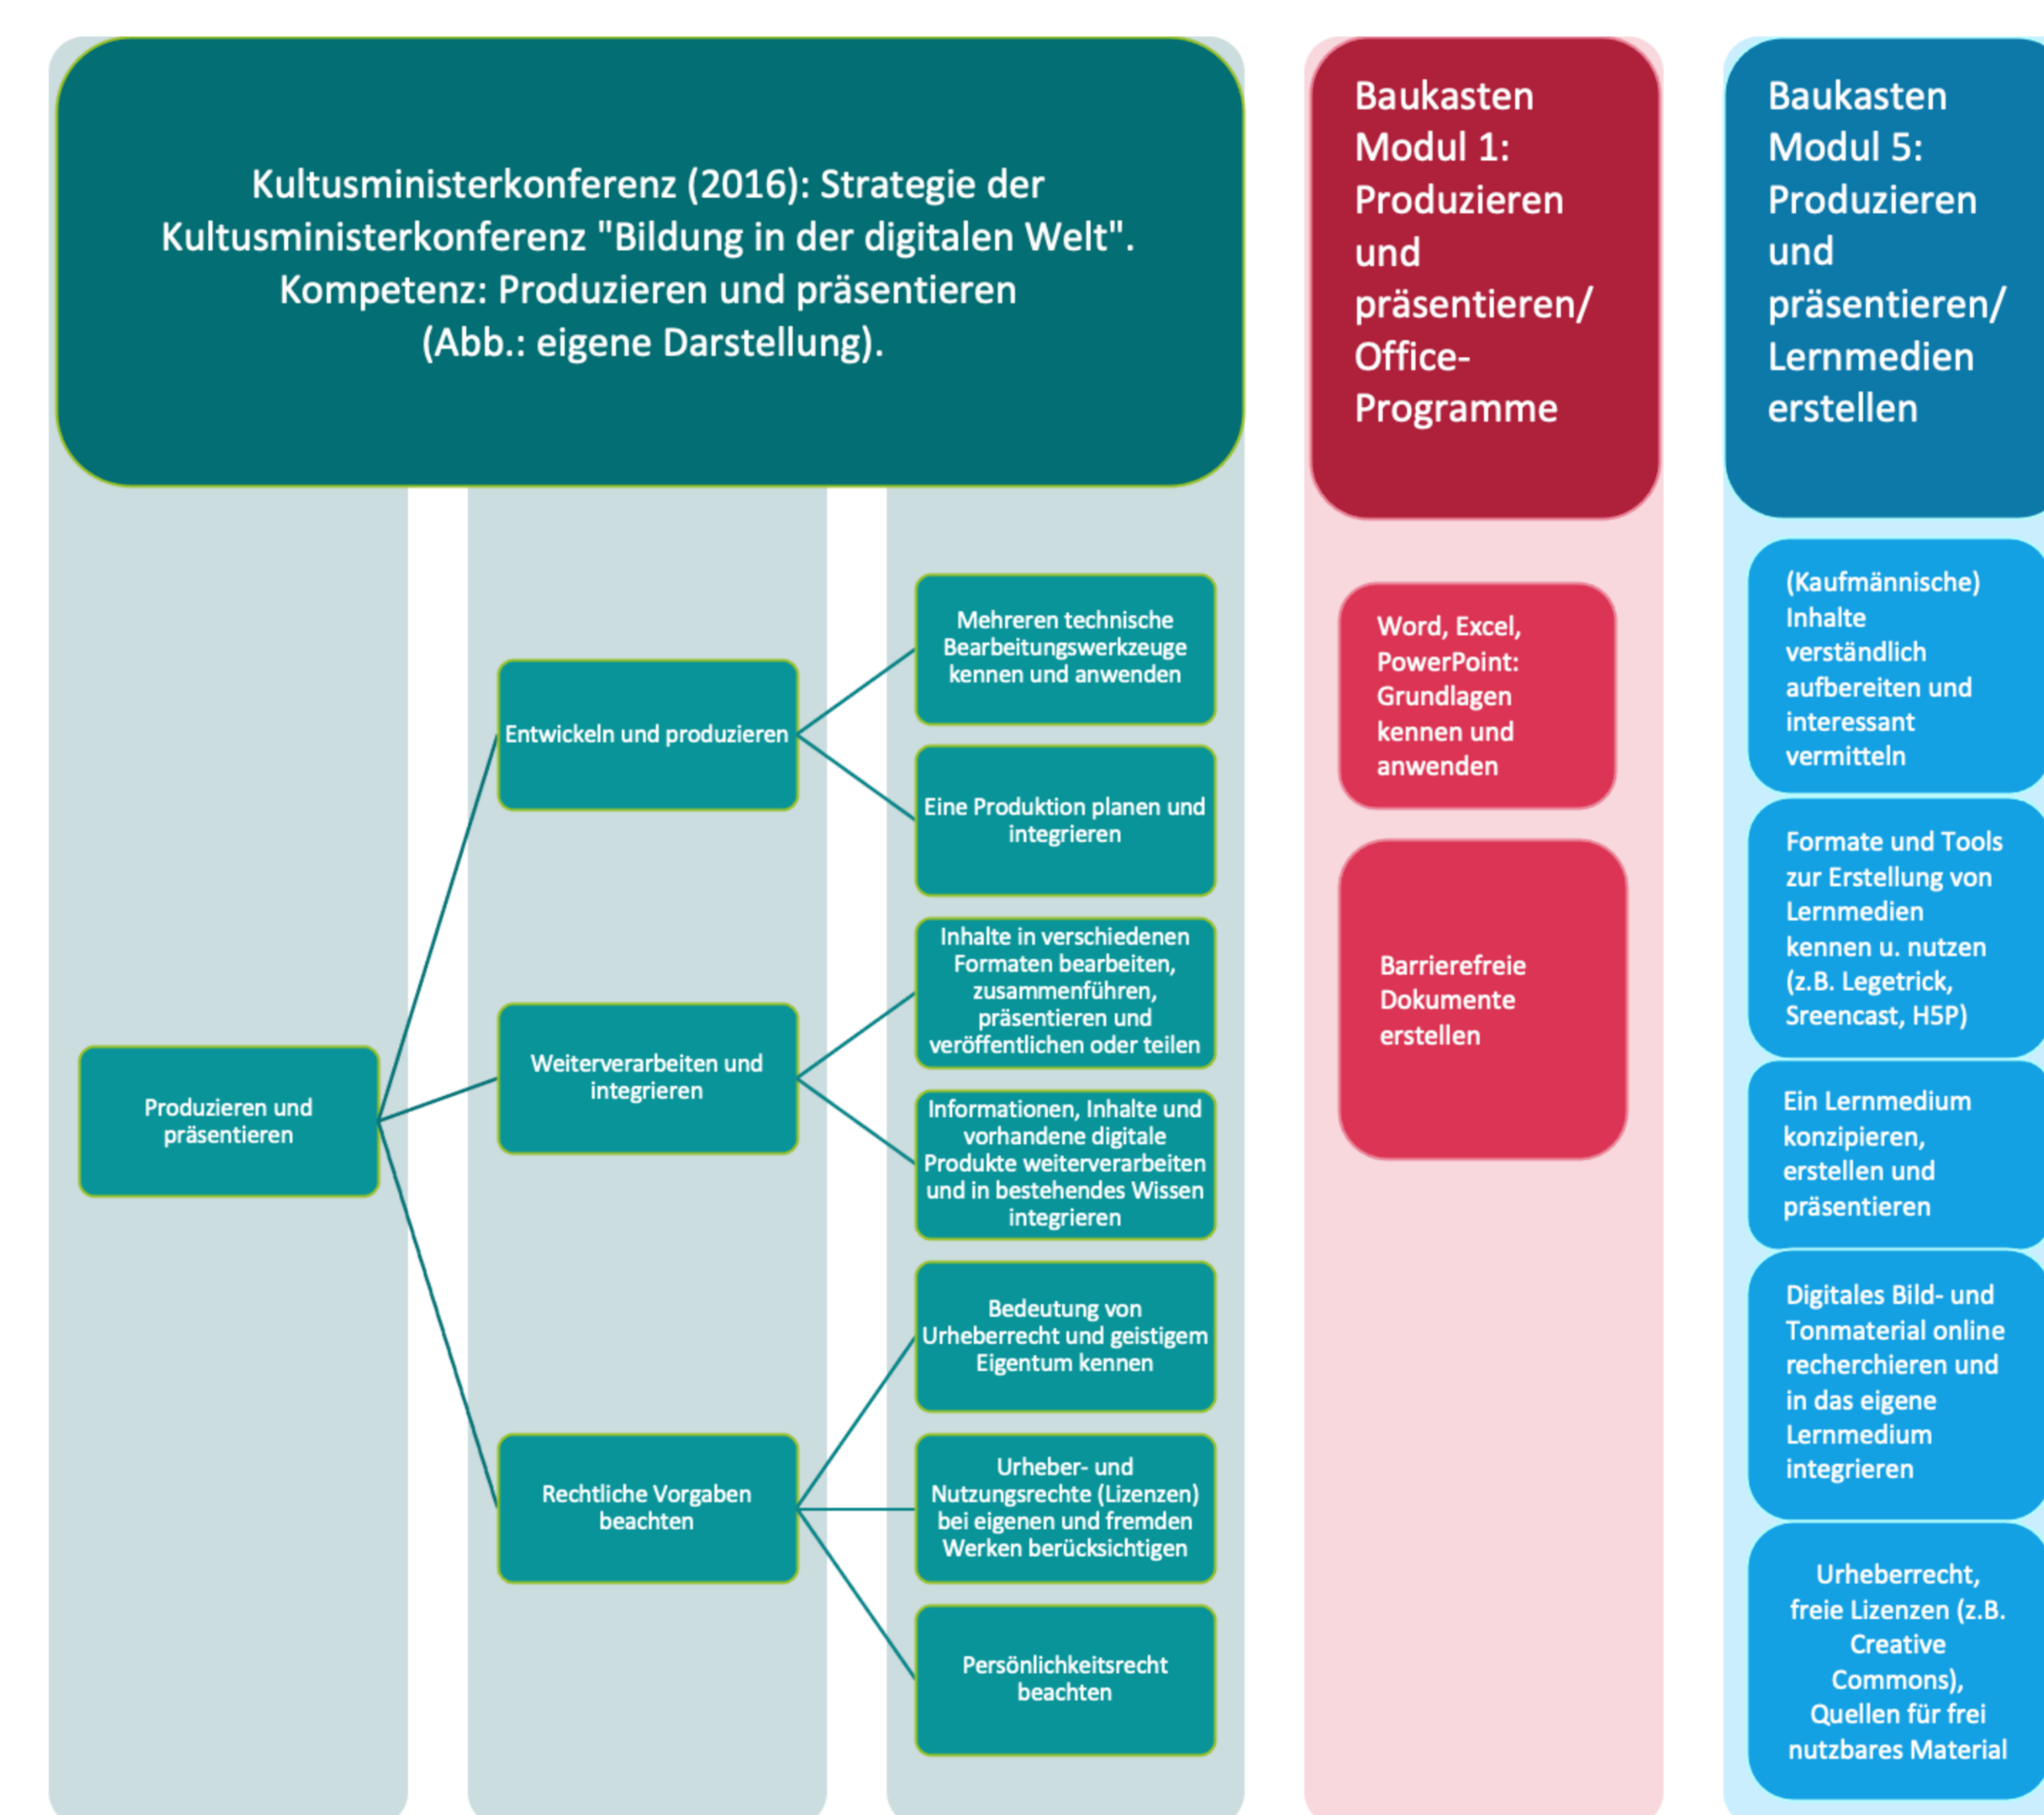 Kultusministerkonferenz (2016): Strategie der
Kultusministerkonferenz "Bildung in der digitalen Welt".
Kompetenz: Produzieren und präsentieren
(Abb.: eigene Darstellung).
Produzieren und
präsentieren
Entwickeln und produzieren
Mehreren technische
Bearbeitungswerkzeuge
kennen und anwenden
Eine Produktion planen und
integrieren
Weiterverarbeiten und
integrieren
Inhalte in verschiedenen
Formaten bearbeiten,
zusammenführen,
präsentieren und
veröffentlichen oder teilen
Informationen, Inhalte und
vorhandene digitale
Produkte weiterverarbeiten
und in bestehendes Wissen
integrieren
Rechtliche Vorgaben
beachten
Bedeutung von
Urheberrecht und geistigem
Eigentum kennen
Urheber- und
Nutzungsrechte (Lizenzen)
bei eigenen und fremden
Werken berücksichtigen
Persönlichkeitsrecht
beachten
Baukasten
Modul 1:
Produzieren
und
präsentieren/
Office-
Programme
Word, Excel,
PowerPoint:
Grundlagen
kennen und
anwenden
Barrierefreie
Dokumente
erstellen
Baukasten
Modul 5:
Produzieren
und
präsentieren/
Lernmedien
erstellen
(Kaufmännische)
Inhalte
verständlich
aufbereiten und
interessant
vermitteln
Formate und Tools
zur Erstellung von
Lernmedien
kennen u. nutzen
(z.B. Legetrick,
Sreencast, H5P)
Ein Lernmedium
konzipieren,
erstellen und
präsentieren
Digitales Bild- und
Tonmaterial online
recherchieren und
in das eigene
Lernmedium
integrieren
Urheberrecht,
freie Lizenzen (z.B.
Creative
Commons),
Quellen für frei
nutzbares Material